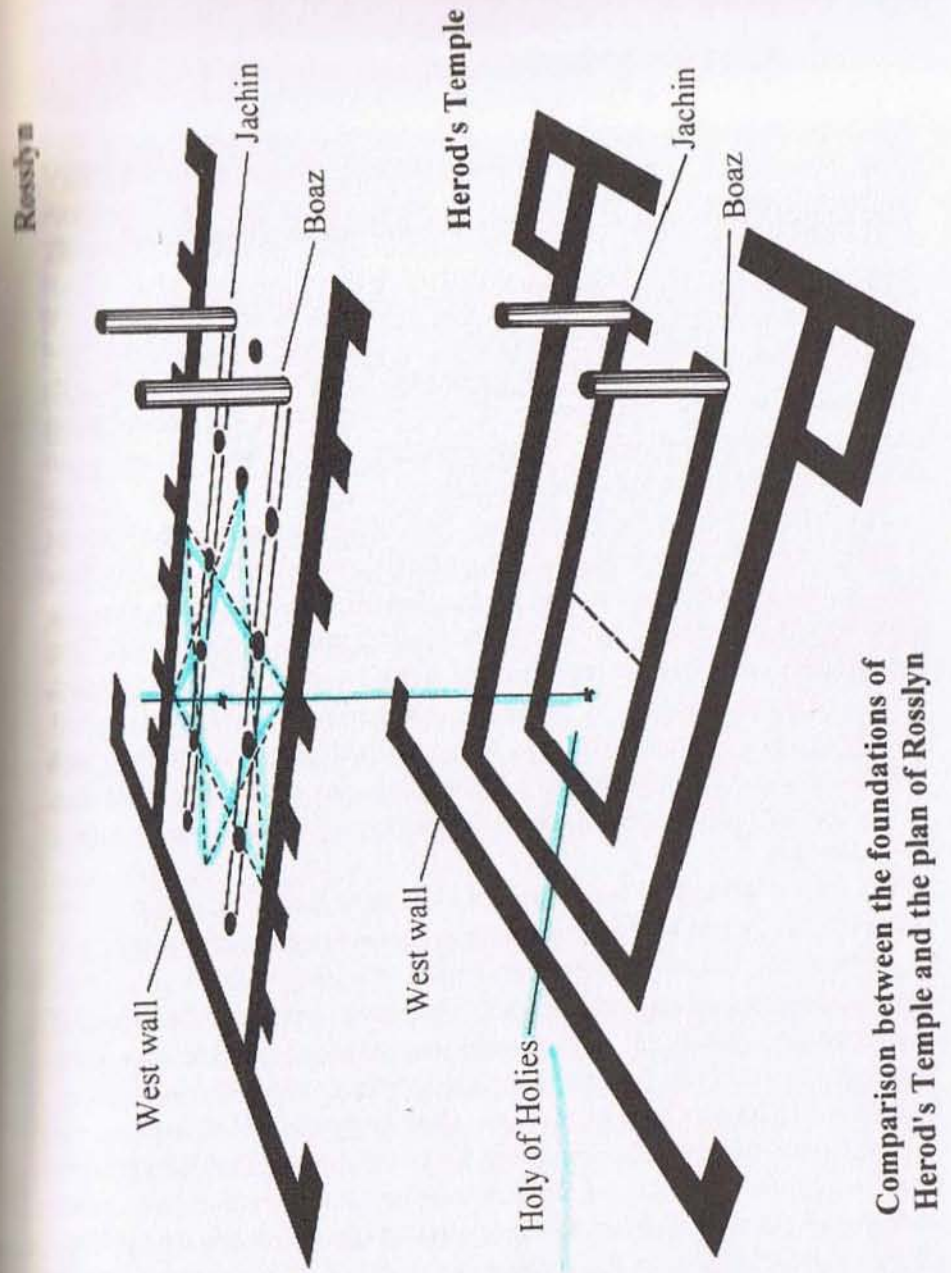 Rosslyn
Jachin
Boaz
West wall
Herod's Temple
Jachin
Boaz
West wall
Holy of Holies
Comparison between the foundations of
Herod's Temple and the plan of Rosslyn